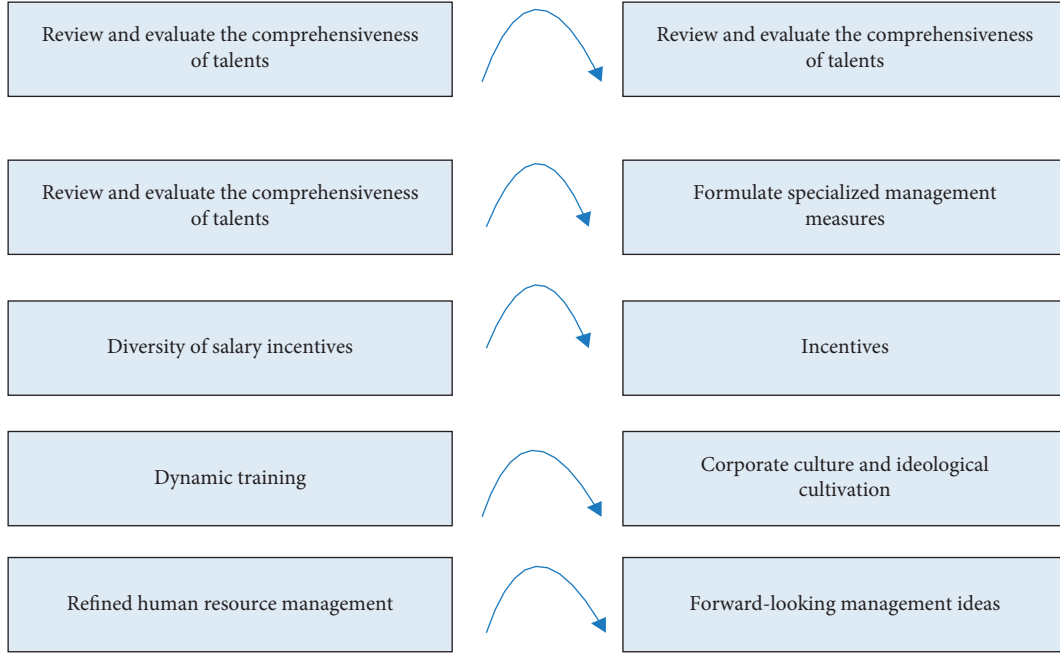 Review and evaluate the comprehensiveness
of talents
Review and evaluate the comprehensiveness
of talents
Review and evaluate the comprehensiveness
of talents
Formulate specialized management
measures
Diversity of salary incentives
Incentives
Dynamic training
Corporate culture and ideological
cultivation
Refined human resource management
Forward-looking management ideas